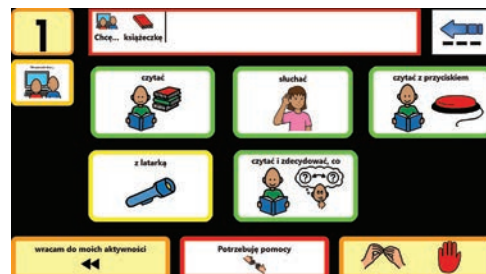 1
Chcę... książeczkę
czytać
słuchać
czytać z przyciskiem
z latarką
czytać i zdecydować, co
? ?
wracam do moich aktywności
Potrzebuję pomocy